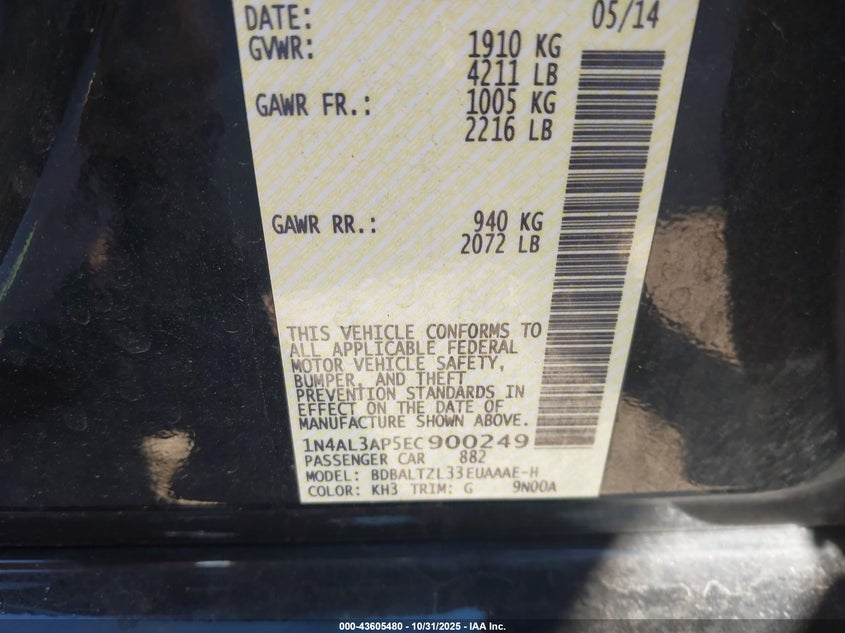 DATE: 05/14
GVWR: 1910 KG
4211 LB
GAWR FR.: 1005 KG
2216 LB
GAWR RR.: 940 KG
2072 LB
THIS VEHICLE CONFORMS TO
ALL APPLICABLE FEDERAL
MOTOR VEHICLE SAFETY,
BUMPER, AND THEFT
PREVENTION STANDARDS IN
EFFECT ON THE DATE OF
MANUFACTURE SHOWN ABOVE.
1N4AL3AP5EC900249
PASSENGER CAR 882
MODEL: BDBALTZL33EUAAAE-H
COLOR: KH3 TRIM: G 9N00A
000-43605480 - 10/31/2025 - IAA Inc.